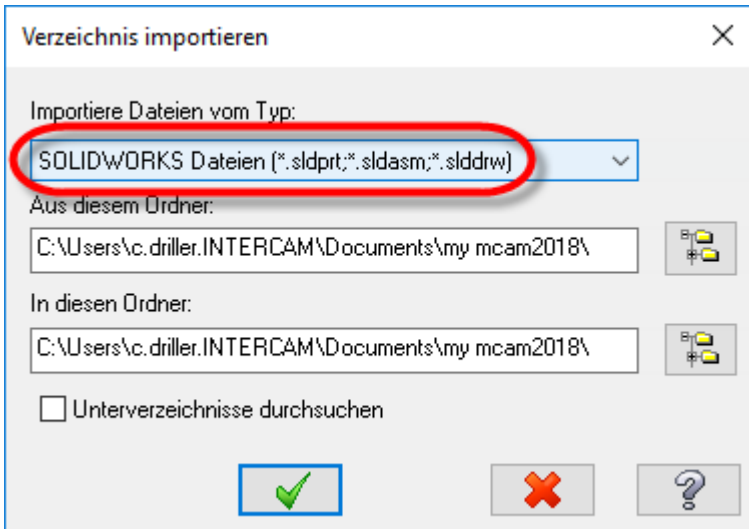 Verzeichnis importieren
Importiere Dateien vom Typ:
SOLIDWORKS Dateien (*.sldprt;*.sldasm;*.slddrw)
Aus diesem Ordner:
C:\Users\c.driller.INTERCAM\Documents\my mcam2018\
In diesen Ordner:
C:\Users\c.driller.INTERCAM\Documents\my mcam2018\
Unterverzeichnisse durchsuchen